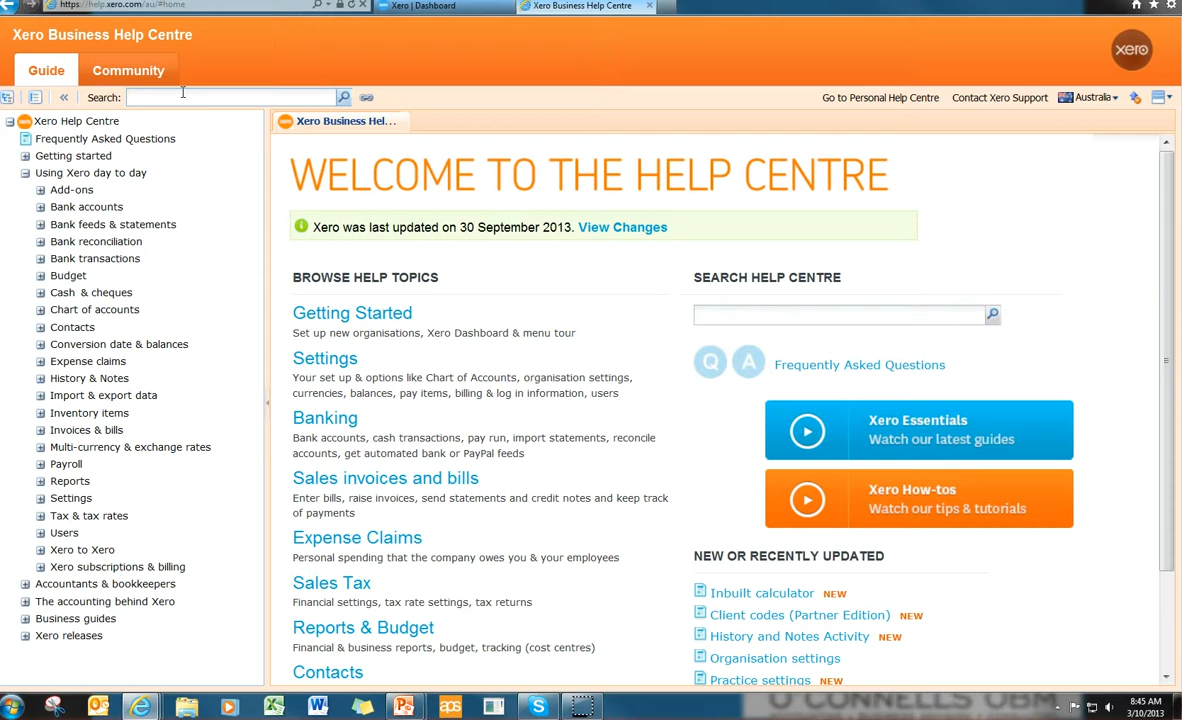 https://help.xero.com/au/#home
Xero | Dashboard
Xero Business Help Centre
Xero Business Help Centre
xero
Guide
Community
Search:
Go to Personal Help Centre
Contact Xero Support
Australia
Xero Help Centre
Frequently Asked Questions
Getting started
Using Xero day to day
Add-ons
Bank accounts
Bank feeds & statements
Bank reconciliation
Bank transactions
Budget
Cash & cheques
Chart of accounts
Contacts
Conversion date & balances
Expense claims
History & Notes
Import & export data
Inventory items
Invoices & bills
Multi-currency & exchange rates
Payroll
Reports
Settings
Tax & tax rates
Users
Xero to Xero
Xero subscriptions & billing
Accountants & bookkeepers
The accounting behind Xero
Business guides
Xero releases
Xero Business Hel...
WELCOME TO THE HELP CENTRE
Xero was last updated on 30 September 2013. View Changes
BROWSE HELP TOPICS
Getting Started
Set up new organisations, Xero Dashboard & menu tour
Settings
Your set up & options like Chart of Accounts, organisation settings,
currencies, balances, pay items, billing & log in information, users
Banking
Bank accounts, cash transactions, pay run, import statements, reconcile
accounts, get automated bank or PayPal feeds
Sales invoices and bills
Enter bills, raise invoices, send statements and credit notes and keep track
of payments
Expense Claims
Personal spending that the company owes you & your employees
Sales Tax
Financial settings, tax rate settings, tax returns
Reports & Budget
Financial & business reports, budget, tracking (cost centres)
Contacts
SEARCH HELP CENTRE
Q A Frequently Asked Questions
Xero Essentials
Watch our latest guides
Xero How-tos
Watch our tips & tutorials
NEW OR RECENTLY UPDATED
Inbuilt calculator NEW
Client codes (Partner Edition) NEW
History and Notes Activity NEW
Organisation settings
Practice settings NEW
aps
O'CONNELLS OBM
8:45 AM
3/10/2013